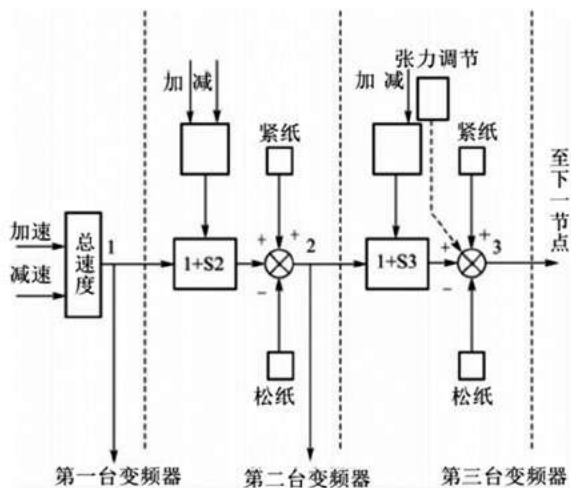 张力调节
加 减
加 减
紧纸
紧纸
加速
减速
总速度
1
1+S2
+
+
−
2
1+S3
+
+
−
3
至下一节点
松纸
松纸
第一台变频器
第二台变频器
第三台变频器